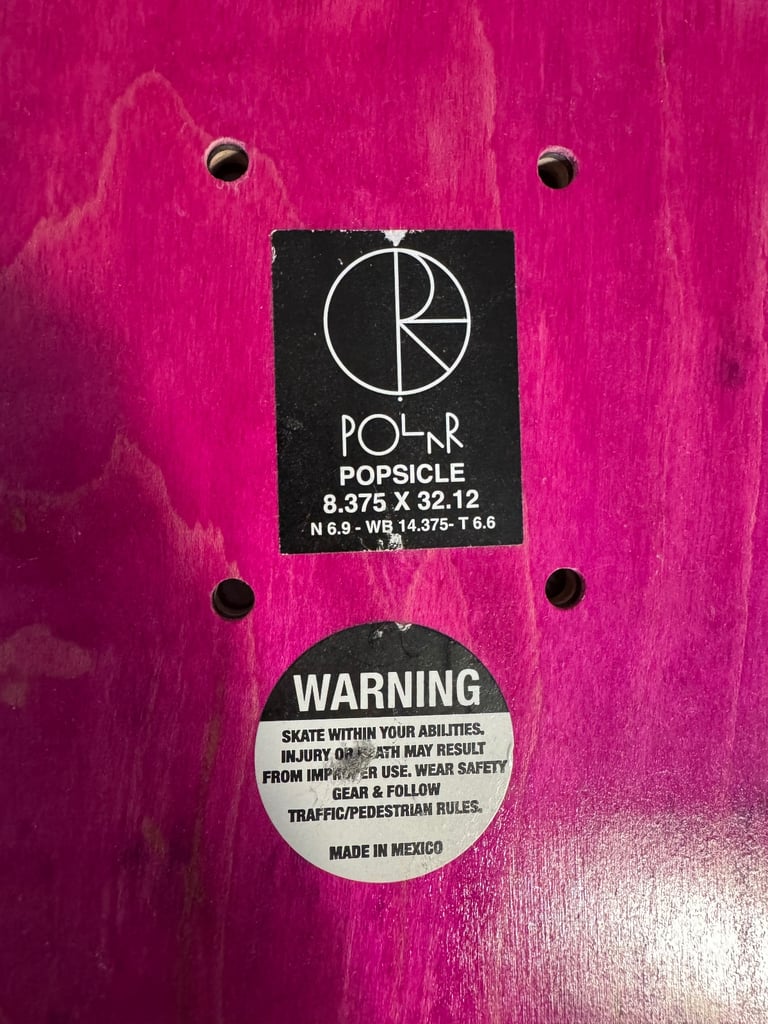 POLAR
POPSICLE
8.375 X 32.12
N 6.9 - WB 14.375- T 6.6
WARNING
SKATE WITHIN YOUR ABILITIES.
INJURY OR DEATH MAY RESULT
FROM IMPROPER USE. WEAR SAFETY
GEAR & FOLLOW
TRAFFIC/PEDESTRIAN RULES.
MADE IN MEXICO